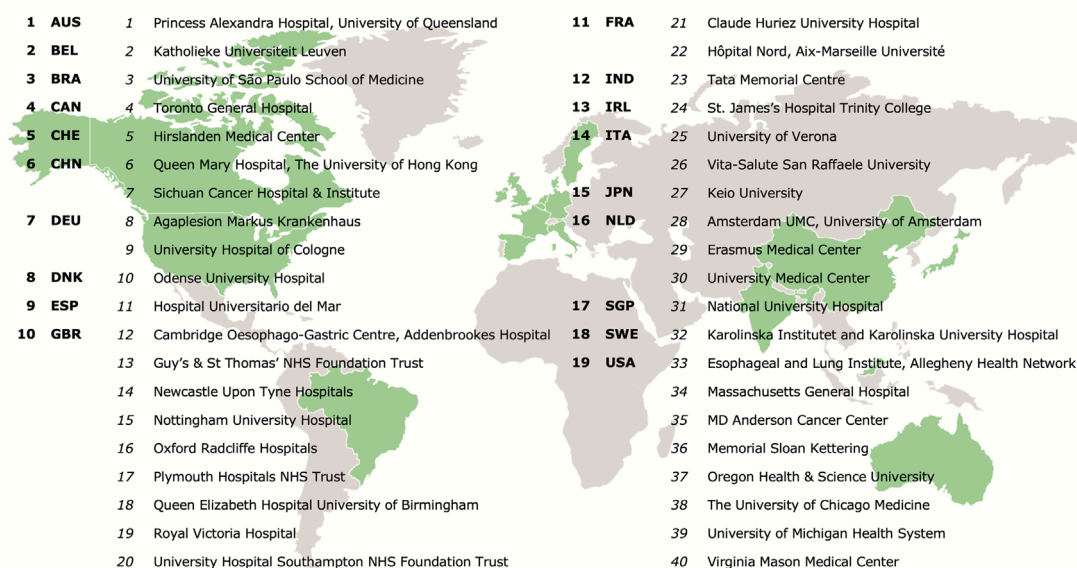 1 AUS 1 Princess Alexandra Hospital, University of Queensland
2 BEL 2 Katholieke Universiteit Leuven
3 BRA 3 University of São Paulo School of Medicine
4 CAN 4 Toronto General Hospital
5 CHE 5 Hirslanden Medical Center
6 CHN 6 Queen Mary Hospital, The University of Hong Kong
7 Sichuan Cancer Hospital & Institute
7 DEU 8 Agaplesion Markus Krankenhaus
9 University Hospital of Cologne
8 DNK 10 Odense University Hospital
9 ESP 11 Hospital Universitario del Mar
10 GBR 12 Cambridge Oesophago-Gastric Centre, Addenbrookes Hospital
13 Guy's & St Thomas' NHS Foundation Trust
14 Newcastle Upon Tyne Hospitals
15 Nottingham University Hospital
16 Oxford Radcliffe Hospitals
17 Plymouth Hospitals NHS Trust
18 Queen Elizabeth Hospital University of Birmingham
19 Royal Victoria Hospital
20 University Hospital Southampton NHS Foundation Trust
11 FRA 21 Claude Huriez University Hospital
22 Hôpital Nord, Aix-Marseille Université
12 IND 23 Tata Memorial Centre
13 IRL 24 St. James's Hospital Trinity College
14 ITA 25 University of Verona
26 Vita-Salute San Raffaele University
15 JPN 27 Keio University
16 NLD 28 Amsterdam UMC, University of Amsterdam
29 Erasmus Medical Center
30 University Medical Center
17 SGP 31 National University Hospital
18 SWE 32 Karolinska Institutet and Karolinska University Hospital
19 USA 33 Esophageal and Lung Institute, Allegheny Health Network
34 Massachusetts General Hospital
35 MD Anderson Cancer Center
36 Memorial Sloan Kettering
37 Oregon Health & Science University
38 The University of Chicago Medicine
39 University of Michigan Health System
40 Virginia Mason Medical Center